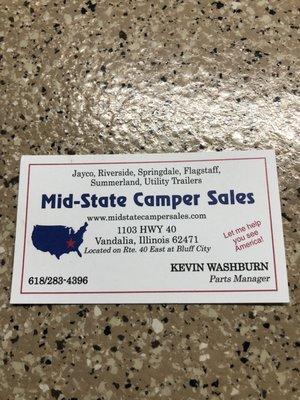 Jayco, Riverside, Springdale, Flagstaff,
Summerland, Utility Trailers
Mid-State Camper Sales
www.midstatecampersales.com
1103 HWY 40
Vandalia, Illinois 62471
Located on Rte. 40 East at Bluff City
Let me help
you see
America!
618/283-4396
KEVIN WASHBURN
Parts Manager